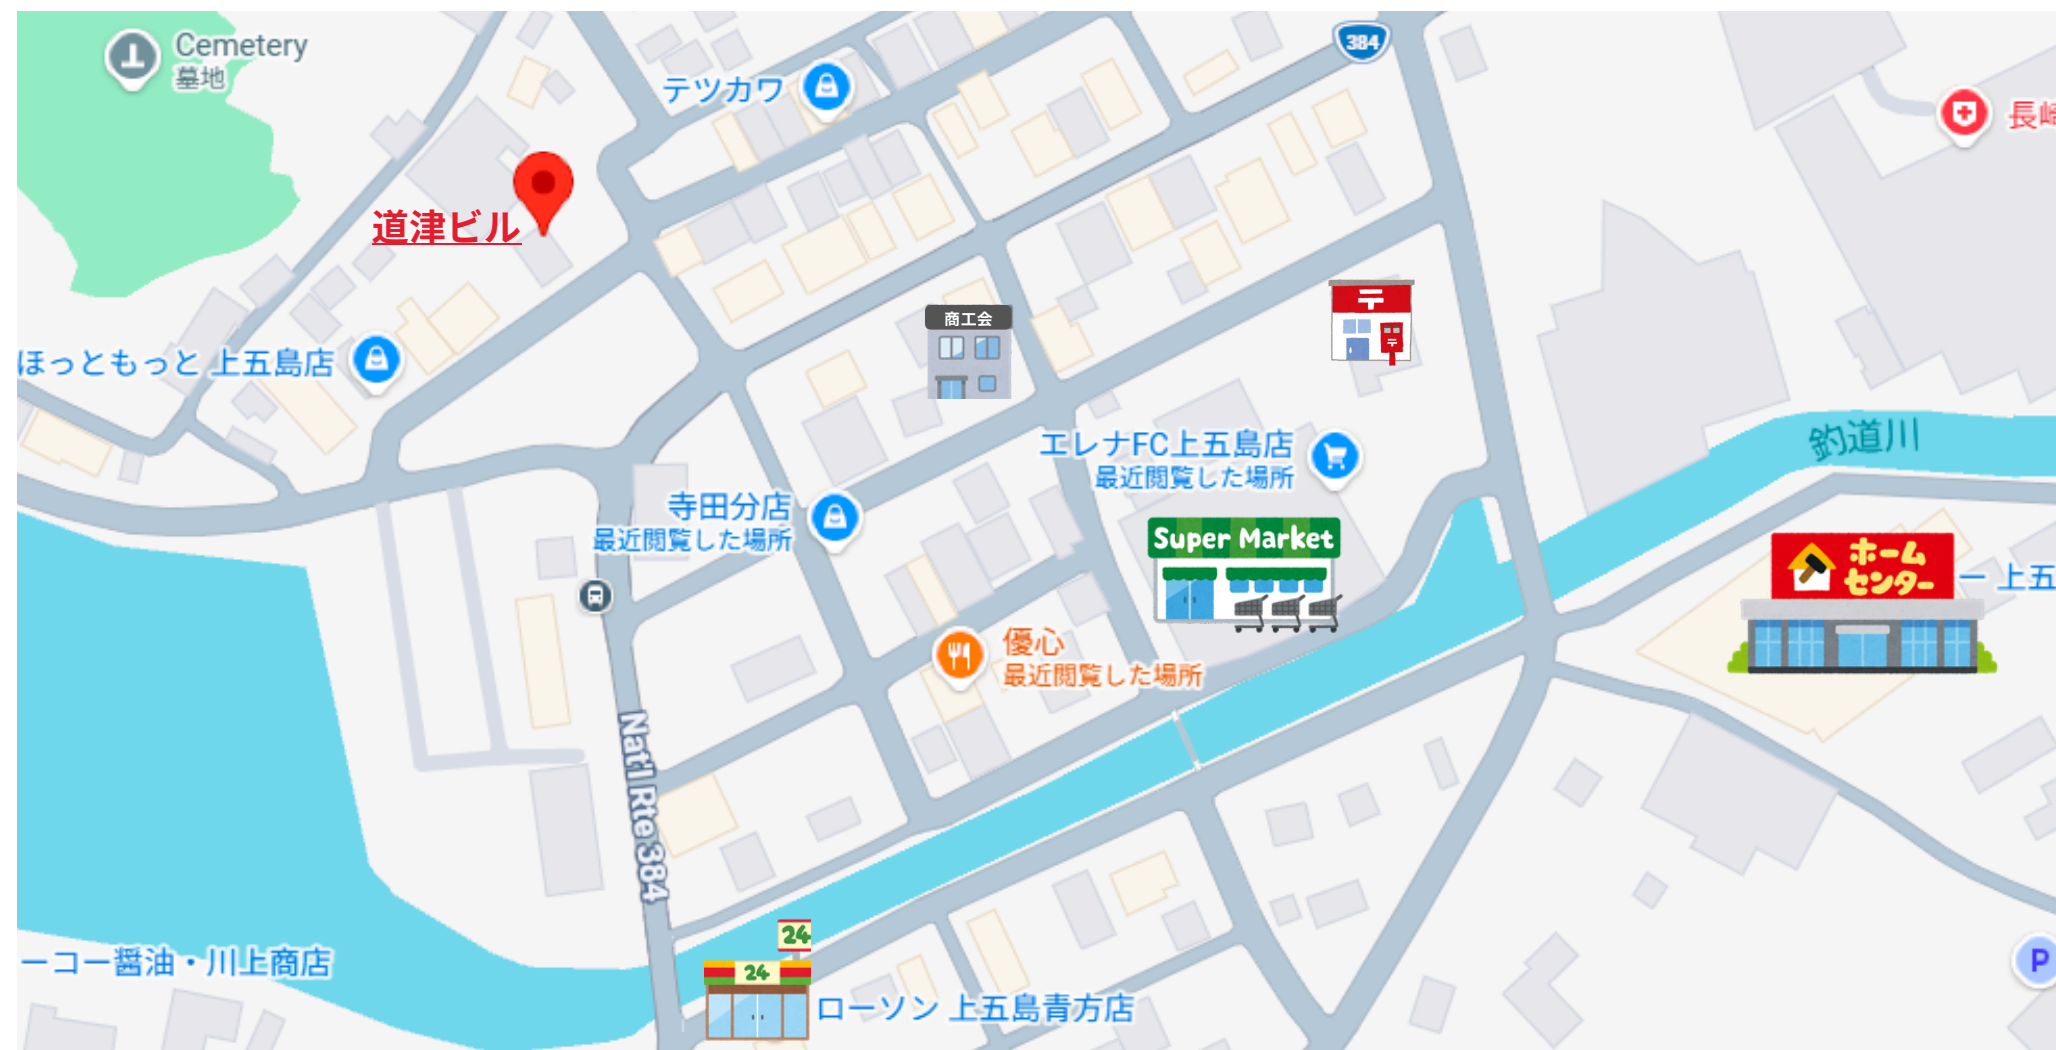 Cemetery
墓地
384
テツカワ
道津ビル
ほっともっと 上五島店
商工会
〒
〒
エレナFC上五島店
最近閲覧した場所
寺田分店
最近閲覧した場所
Super Market
釣道川
ホーム
センター
ー 上五
優心
最近閲覧した場所
Nat'l Rte 384
ーコー醤油・川上商店
24
24
ローソン 上五島青方店
P